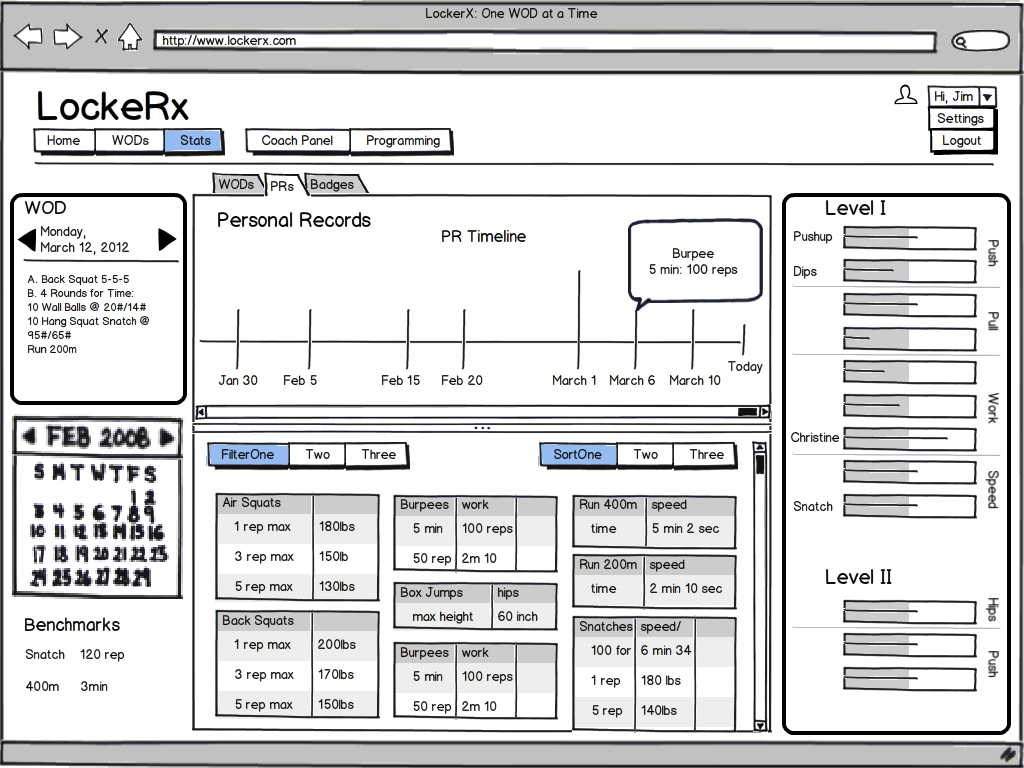 LockerX: One WOD at a Time
http://www.lockerx.com
LockeRx
Hi, Jim
Settings
Logout
Home WODs Stats Coach Panel Programming
WOD
Monday,
March 12, 2012
A. Back Squat 5-5-5
B. 4 Rounds for Time:
10 Wall Balls @ 20#/14#
10 Hang Squat Snatch @
95#/65#
Run 200m
FEB 2008
S M T W T F S
1 2
3 4 5 6 7 8 9
10 11 12 13 14 15 16
17 18 19 20 21 22 23
24 25 26 27 28 29
Benchmarks
Snatch 120 rep
400m 3min
WODs PRs Badges
Personal Records
PR Timeline
Burpee
5 min: 100 reps
Jan 30 Feb 5 Feb 15 Feb 20 March 1 March 6 March 10 Today
FilterOne Two Three
SortOne Two Three
Air Squats
1 rep max 180lbs
3 rep max 150lb
5 rep max 130lbs
Back Squats
1 rep max 200lbs
3 rep max 170lbs
5 rep max 150lbs
Burpees work
5 min 100 reps
50 rep 2m 10
Box Jumps hips
max height 60 inch
Burpees work
5 min 100 reps
50 rep 2m 10
Run 400m speed
time 5 min 2 sec
Run 200m speed
time 2 min 10 sec
Snatches speed/
100 for 6 min 34
1 rep 180 lbs
5 rep 140lbs
Level I
Pushup
Dips
Push
Pull
Work
Christine
Speed
Snatch
Level II
Hips
Push